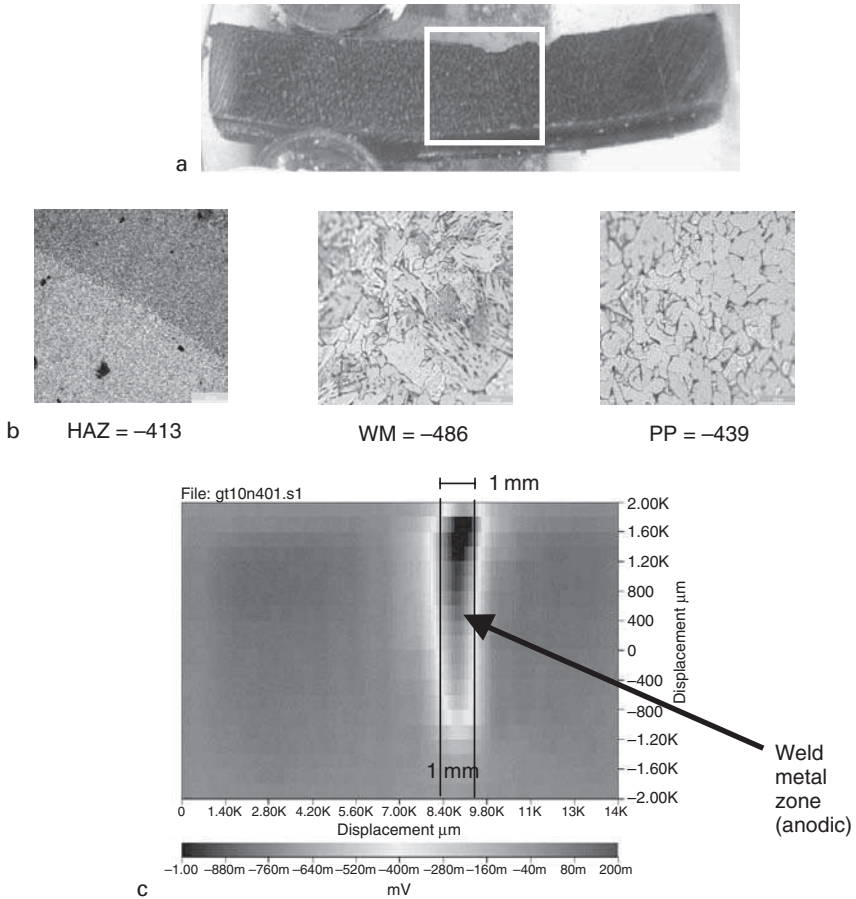 a
b
HAZ = –413
WM = –486
PP = –439
1 mm
File: gt10n401.s1
2.00K
1.60K
1.20K
800
400
0
–400
–800
–1.20K
–1.60K
–2.00K
Displacement μm
1 mm
Weld
metal
zone
(anodic)
0 1.40K 2.80K 4.20K 5.60K 7.00K 8.40K 9.80K 11K 13K 14K
Displacement μm
–1.00 –880m –760m –640m –520m –400m –280m –160m –40m 80m 200m
mV
c